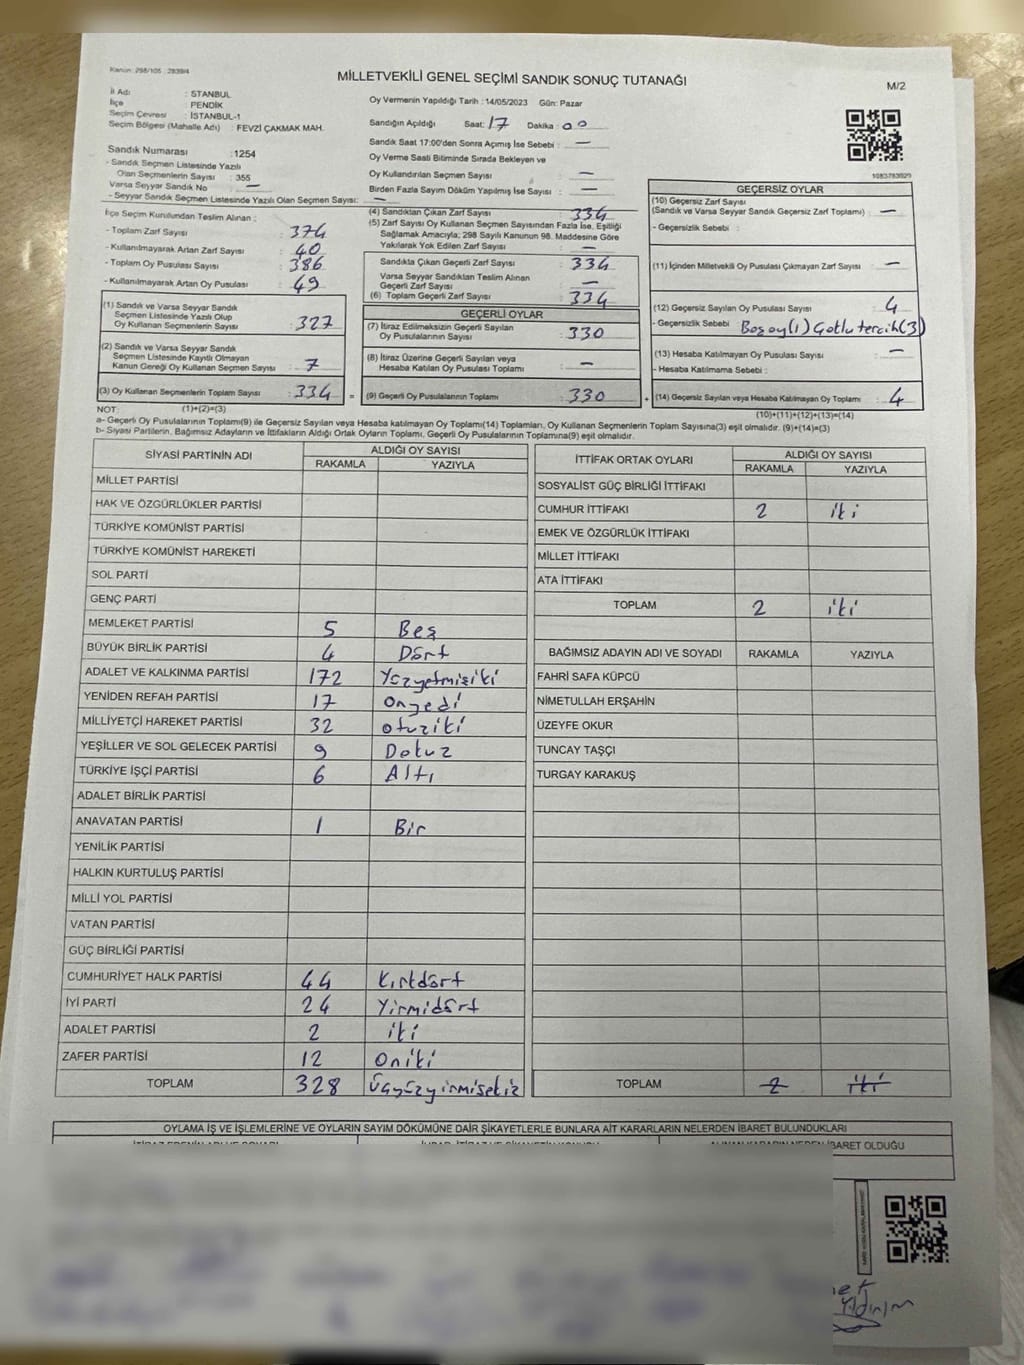 Kanun: 298/105 : 2839/4
MİLLETVEKİLİ GENEL SEÇİMİ SANDIK SONUÇ TUTANAĞI
M/2
İl Adı : İSTANBUL
İlçe : PENDİK
Seçim Çevresi : İSTANBUL-1
Seçim Bölgesi (Mahalle Adı) : FEVZİ ÇAKMAK MAH.
Oy Vermenin Yapıldığı Tarih : 14/05/2023 Gün: Pazar
Sandığın Açıldığı Saat: 17 Dakika : 00
Sandık Saat 17:00'den Sonra Açımış İse Sebebi : —
Oy Verme Saati Bitiminde Sırada Bekleyen ve
Oy Kullandırılan Seçmen Sayısı : —
Birden Fazla Sayım Döküm Yapılmış İse Sayısı : —
Sandık Numarası : 1254
- Sandık Seçmen Listesinde Yazılı
Olan Seçmenlerin Sayısı : 355
Varsa Seyyar Sandık No —
- Seyyar Sandık Seçmen Listesinde Yazılı Olan Seçmen Sayısı: —
İlçe Seçim Kurulundan Teslim Alınan :
- Toplam Zarf Sayısı : 374
- Kullanılmayarak Artan Zarf Sayısı : 40
- Toplam Oy Pusulası Sayısı : 386
- Kullanılmayarak Artan Oy Pusulası : 49
(1) Sandık ve Varsa Seyyar Sandık
Seçmen Listesinde Yazılı Olup
Oy Kullanan Seçmenlerin Sayısı : 327
(2) Sandık ve Varsa Seyyar Sandık
Seçmen Listesinde Kayıtlı Olmayan
Kanun Gereği Oy Kullanan Seçmen Sayısı : 7
(3) Oy Kullanan Seçmenlerin Toplam Sayısı : 334 =
(4) Sandıktan Çıkan Zarf Sayısı : 334
(5) Zarf Sayısı Oy Kullanan Seçmen Sayısından Fazla İse, Eşitliği
Sağlamak Amacıyla; 298 Sayılı Kanunun 98. Maddesine Göre
Yakılarak Yok Edilen Zarf Sayısı : —
Sandıkta Çıkan Geçerli Zarf Sayısı : 334
Varsa Seyyar Sandıktan Teslim Alınan
Geçerli Zarf Sayısı : —
(6) Toplam Geçerli Zarf Sayısı : 334
GEÇERLİ OYLAR
(7) İtiraz Edilmeksizin Geçerli Sayılan
Oy Pusulalarının Sayısı : 330
(8) İtiraz Üzerine Geçerli Sayılan veya
Hesaba Katılan Oy Pusulası Toplamı : —
(9) Geçerli Oy Pusulalarının Toplamı : 330 +
1083783929
GEÇERSİZ OYLAR
(10) Geçersiz Zarf Sayısı
(Sandık ve Varsa Seyyar Sandık Geçersiz Zarf Toplamı) : —
- Geçersizlik Sebebi :
(11) İçinden Milletvekili Oy Pusulası Çıkmayan Zarf Sayısı : —
(12) Geçersiz Sayılan Oy Pusulası Sayısı : 4
- Geçersizlik Sebebi : Boş oy(1) Çoklu tercih(3)
(13) Hesaba Katılmayan Oy Pusulası Sayısı : —
- Hesaba Katılmama Sebebi :
(14) Geçersiz Sayılan veya Hesaba Katılmayan Oy Toplamı : 4
NOT: (1)+(2)=(3)
(10)+(11)+(12)+(13)=(14)
a- Geçerli Oy Pusulalarının Toplamı(9) ile Geçersiz Sayılan veya Hesaba katılmayan Oy Toplamı(14) Toplamları, Oy Kullanan Seçmenlerin Toplam Sayısına(3) eşit olmalıdır. (9)+(14)=(3)
b- Siyasi Partilerin, Bağımsız Adayların ve İttifakların Aldığı Oy Ortak Oyların Toplamı, Geçerli Oy Pusulalarının Toplamına(9) eşit olmalıdır.
SİYASİ PARTİNİN ADI ALDIĞI OY SAYISI
RAKAMLA YAZIYLA
MİLLET PARTİSİ
HAK VE ÖZGÜRLÜKLER PARTİSİ
TÜRKİYE KOMÜNİST PARTİSİ
TÜRKİYE KOMÜNİST HAREKETİ
SOL PARTİ
GENÇ PARTİ
MEMLEKET PARTİSİ 5 Beş
BÜYÜK BİRLİK PARTİSİ 4 Dört
ADALET VE KALKINMA PARTİSİ 172 Yüzyetmişiki
YENİDEN REFAH PARTİSİ 17 Onyedi
MİLLİYETÇİ HAREKET PARTİSİ 32 otuziki
YEŞİLLER VE SOL GELECEK PARTİSİ 9 Dokuz
TÜRKİYE İŞÇİ PARTİSİ 6 Altı
ADALET BİRLİK PARTİSİ
ANAVATAN PARTİSİ 1 Bir
YENİLİK PARTİSİ
HALKIN KURTULUŞ PARTİSİ
MİLLİ YOL PARTİSİ
VATAN PARTİSİ
GÜÇ BİRLİĞİ PARTİSİ
CUMHURİYET HALK PARTİSİ 44 Kırkdört
İYİ PARTİ 24 Yirmidört
ADALET PARTİSİ 2 iki
ZAFER PARTİSİ 12 Oniki
TOPLAM 328 Üçyüzyirmisekiz
İTTİFAK ORTAK OYLARI ALDIĞI OY SAYISI
RAKAMLA YAZIYLA
SOSYALİST GÜÇ BİRLİĞİ İTTİFAKI
CUMHUR İTTİFAKI 2 iki
EMEK VE ÖZGÜRLÜK İTTİFAKI
MİLLET İTTİFAKI
ATA İTTİFAKI
TOPLAM 2 iki
BAĞIMSIZ ADAYIN ADI VE SOYADI RAKAMLA YAZIYLA
FAHRİ SAFA KÜPCÜ
NİMETULLAH ERŞAHİN
ÜZEYFE OKUR
TUNCAY TAŞÇI
TURGAY KARAKUŞ
TOPLAM 2 iki
OYLAMA İŞ VE İŞLEMLERİNE VE OYLARIN SAYIM DÖKÜMÜNE DAİR ŞİKAYETLERLE BUNLARA AİT KARARLARIN NELERDEN İBARET BULUNDUKLARI
İBARET OLDUĞU
Yıldırım